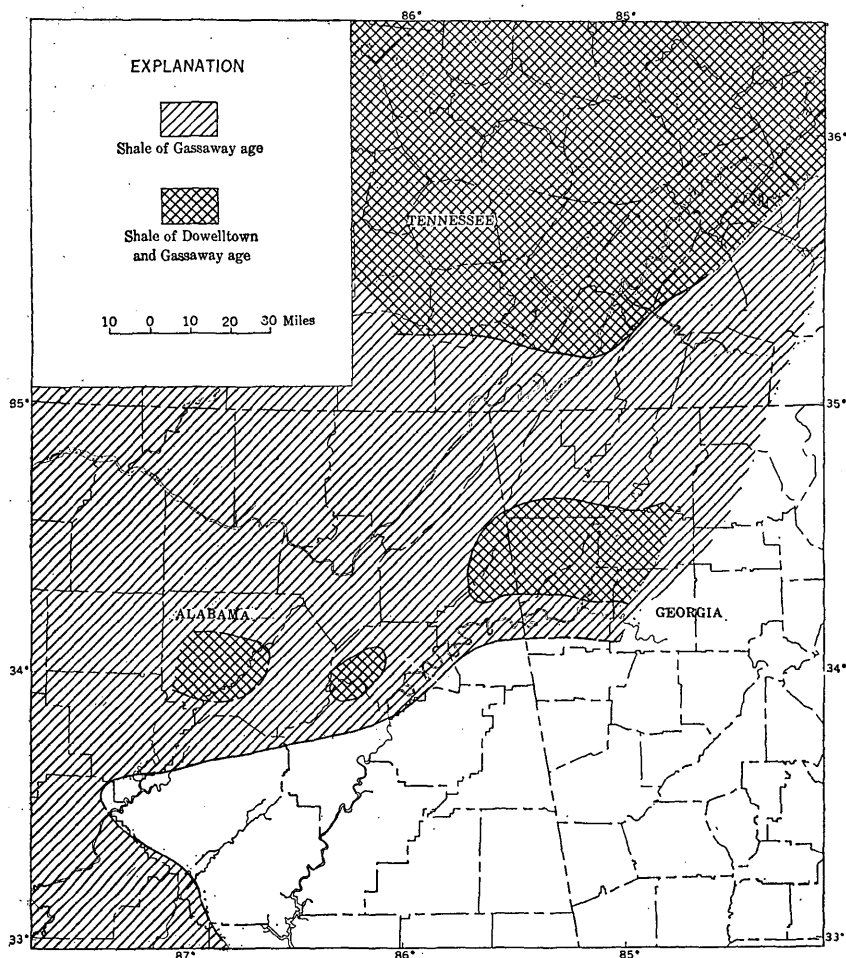 86°
85°
EXPLANATION
Shale of Gassaway age
Shale of Dowelltown
and Gassaway age
10 0 10 20 30 Miles
36°
TENNESSEE
85°
35°
ALABAMA
GEORGIA
34°
34°
33°
33°
87°
86°
85°